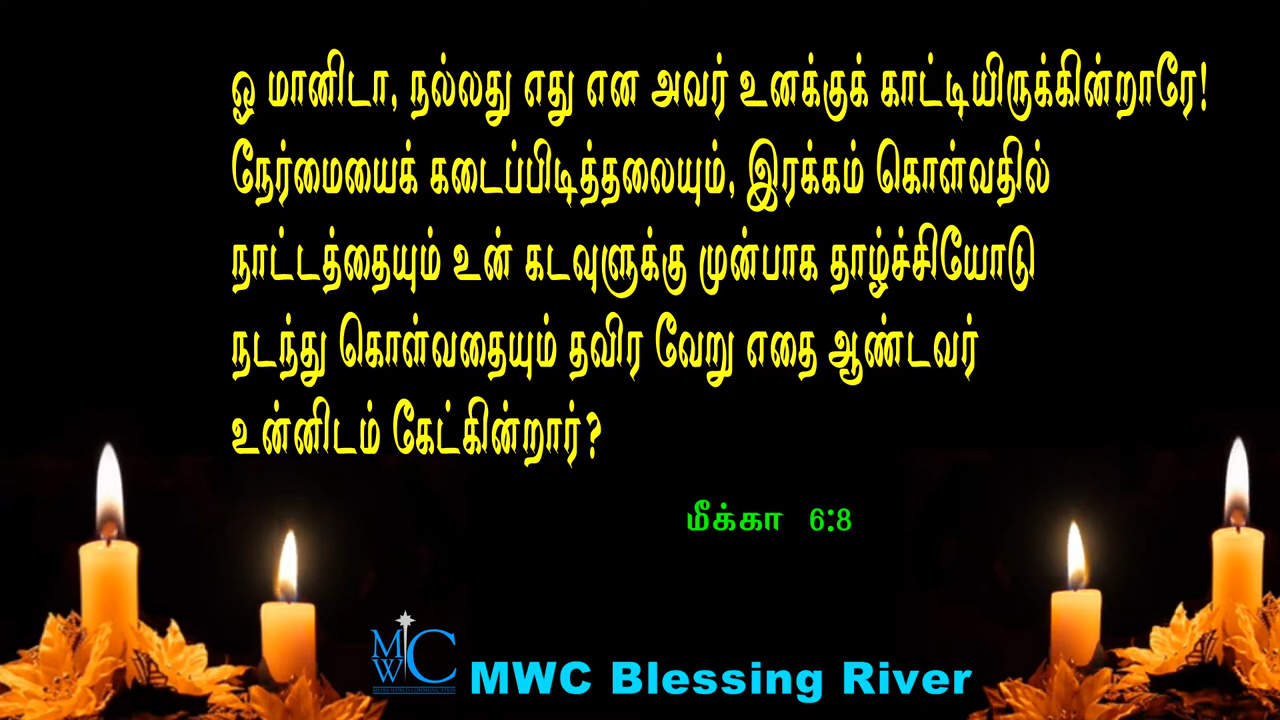 ஓ மானிடா, நல்லது எது என அவர் உனக்குக் காட்டியிருக்கின்றாரே!
நேர்மையைக் கடைப்பிடித்தலையும், இரக்கம் கொள்வதில்
நாட்டத்தையும் உன் கடவுளுக்கு முன்பாக தாழ்ச்சியோடு
நடந்து கொள்வதையும் தவிர வேறு எதை ஆண்டவர்
உன்னிடம் கேட்கின்றார்?
மீக்கா 6:8
MWC
MWC Blessing River